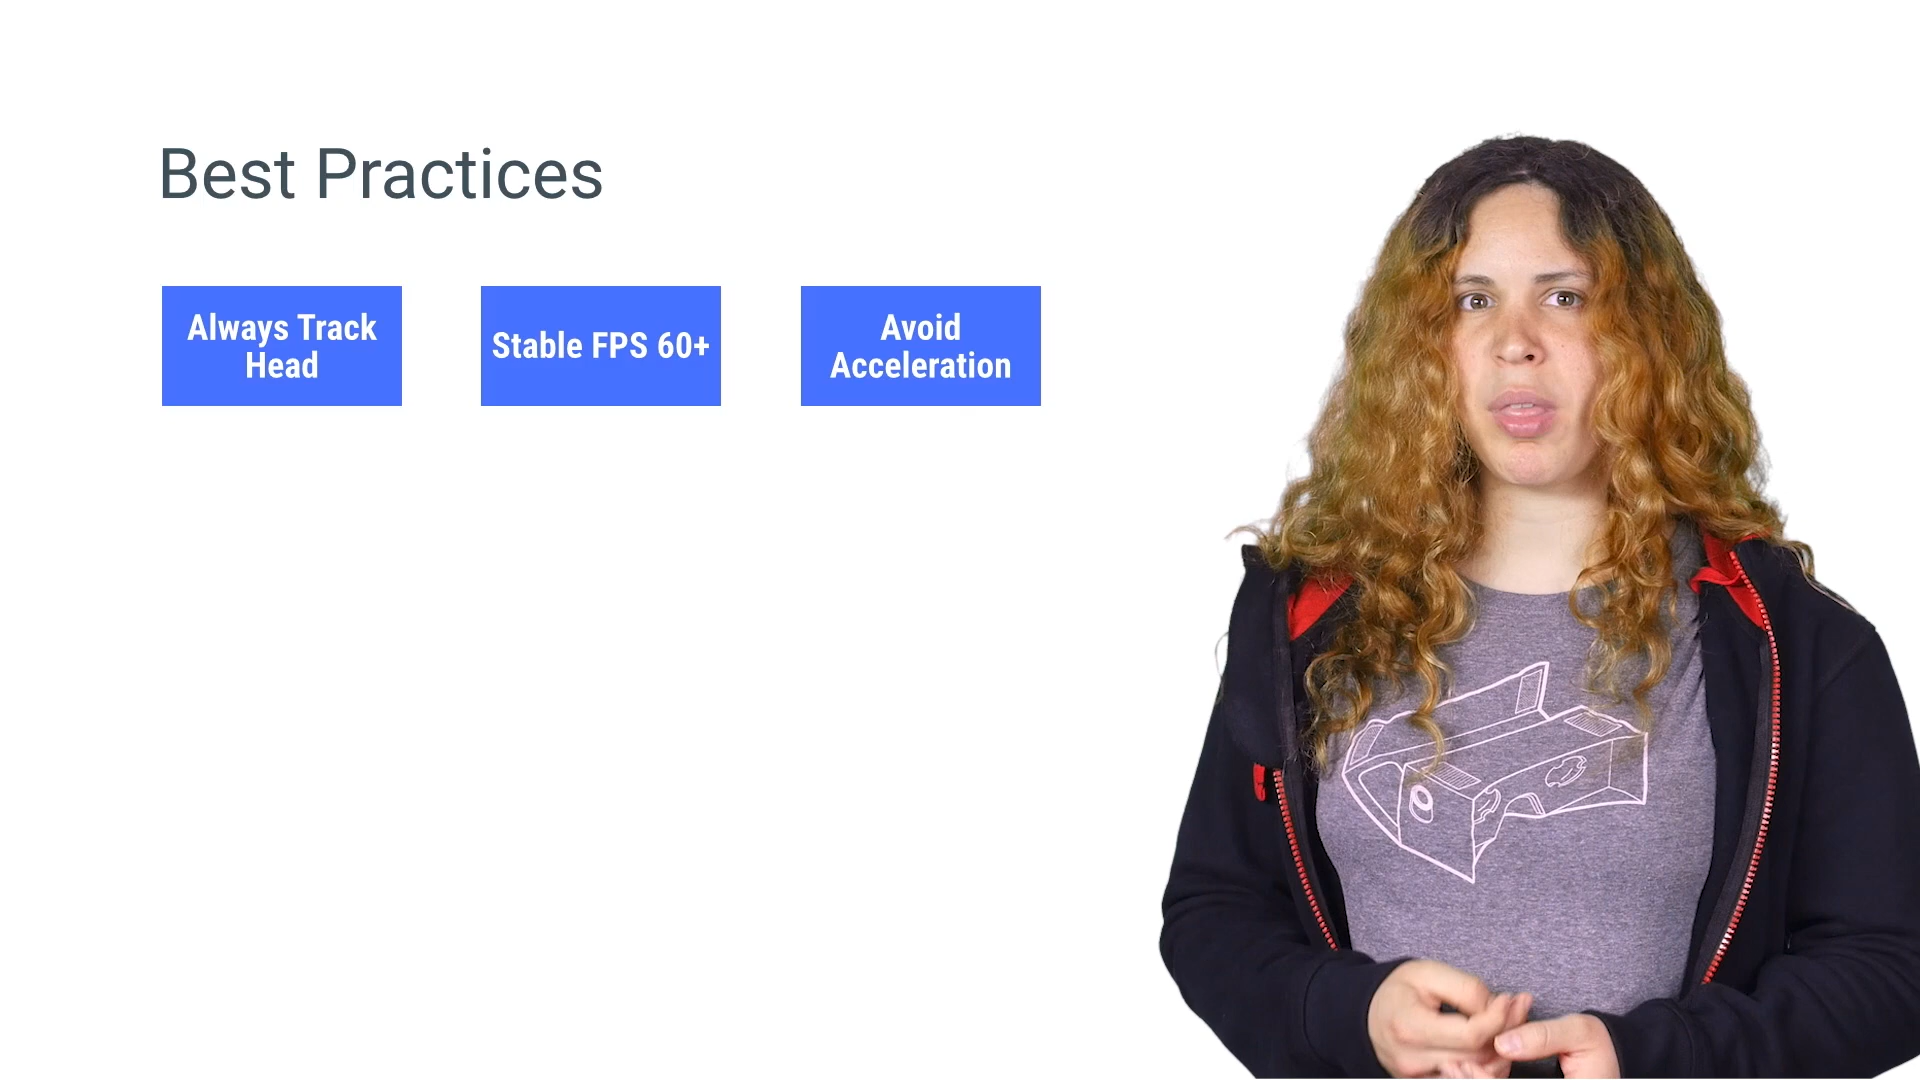 Best Practices
Always Track
Head
Stable FPS 60+
Avoid
Acceleration